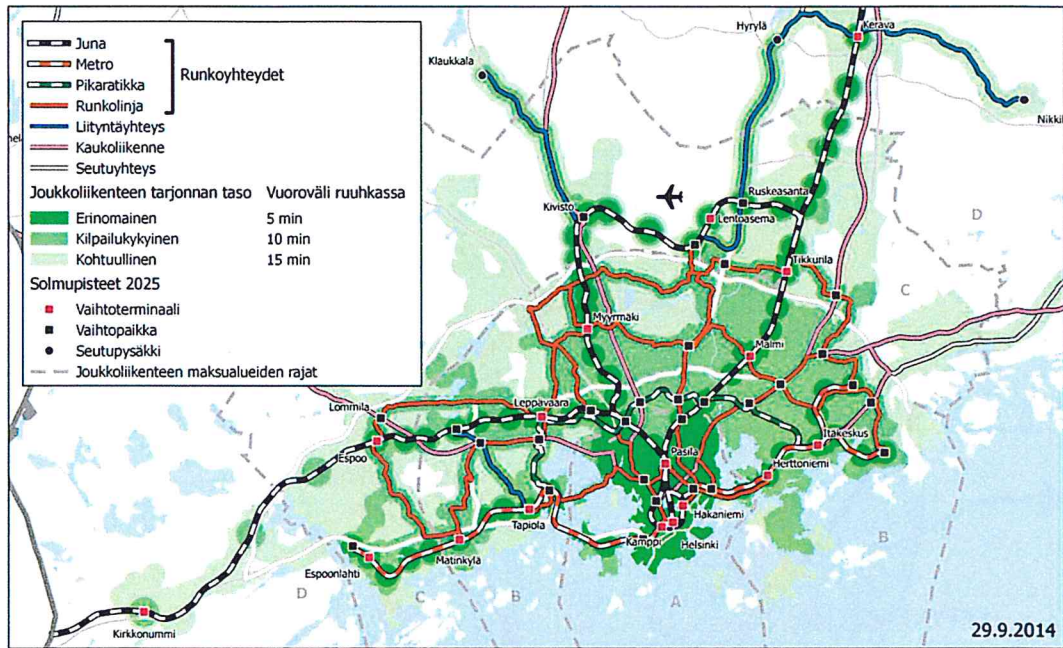 Juna
Metro
Pikaratikka
Runkolinja
Runkoyhteydet
Liityntäyhteys
Kaukoliikenne
Seutuyhteys
Joukkoliikenteen tarjonnan taso Vuoroväli ruuhkassa
Erinomainen 5 min
Kilpailukykyinen 10 min
Kohtuullinen 15 min
Solmupisteet 2025
Vaihtoterminaali
Vaihtopaikka
Seutupysäkki
Joukkoliikenteen maksualueiden rajat
Hyrylä
Kerava
Klaukkala
Nikkil
Ruskeasanta
Kivistö
Lentoasema
D
Tikkurila
C
Myyrmäki
Malmi
Leppävaara
Lommila
Itäkeskus
Espoo
Pasila
Herttoniemi
Tapiola
Hakaniemi
Kamppi
Helsinki
Matinkylä
Espoonlahti
B
D
C
B
A
Kirkkonummi
29.9.2014